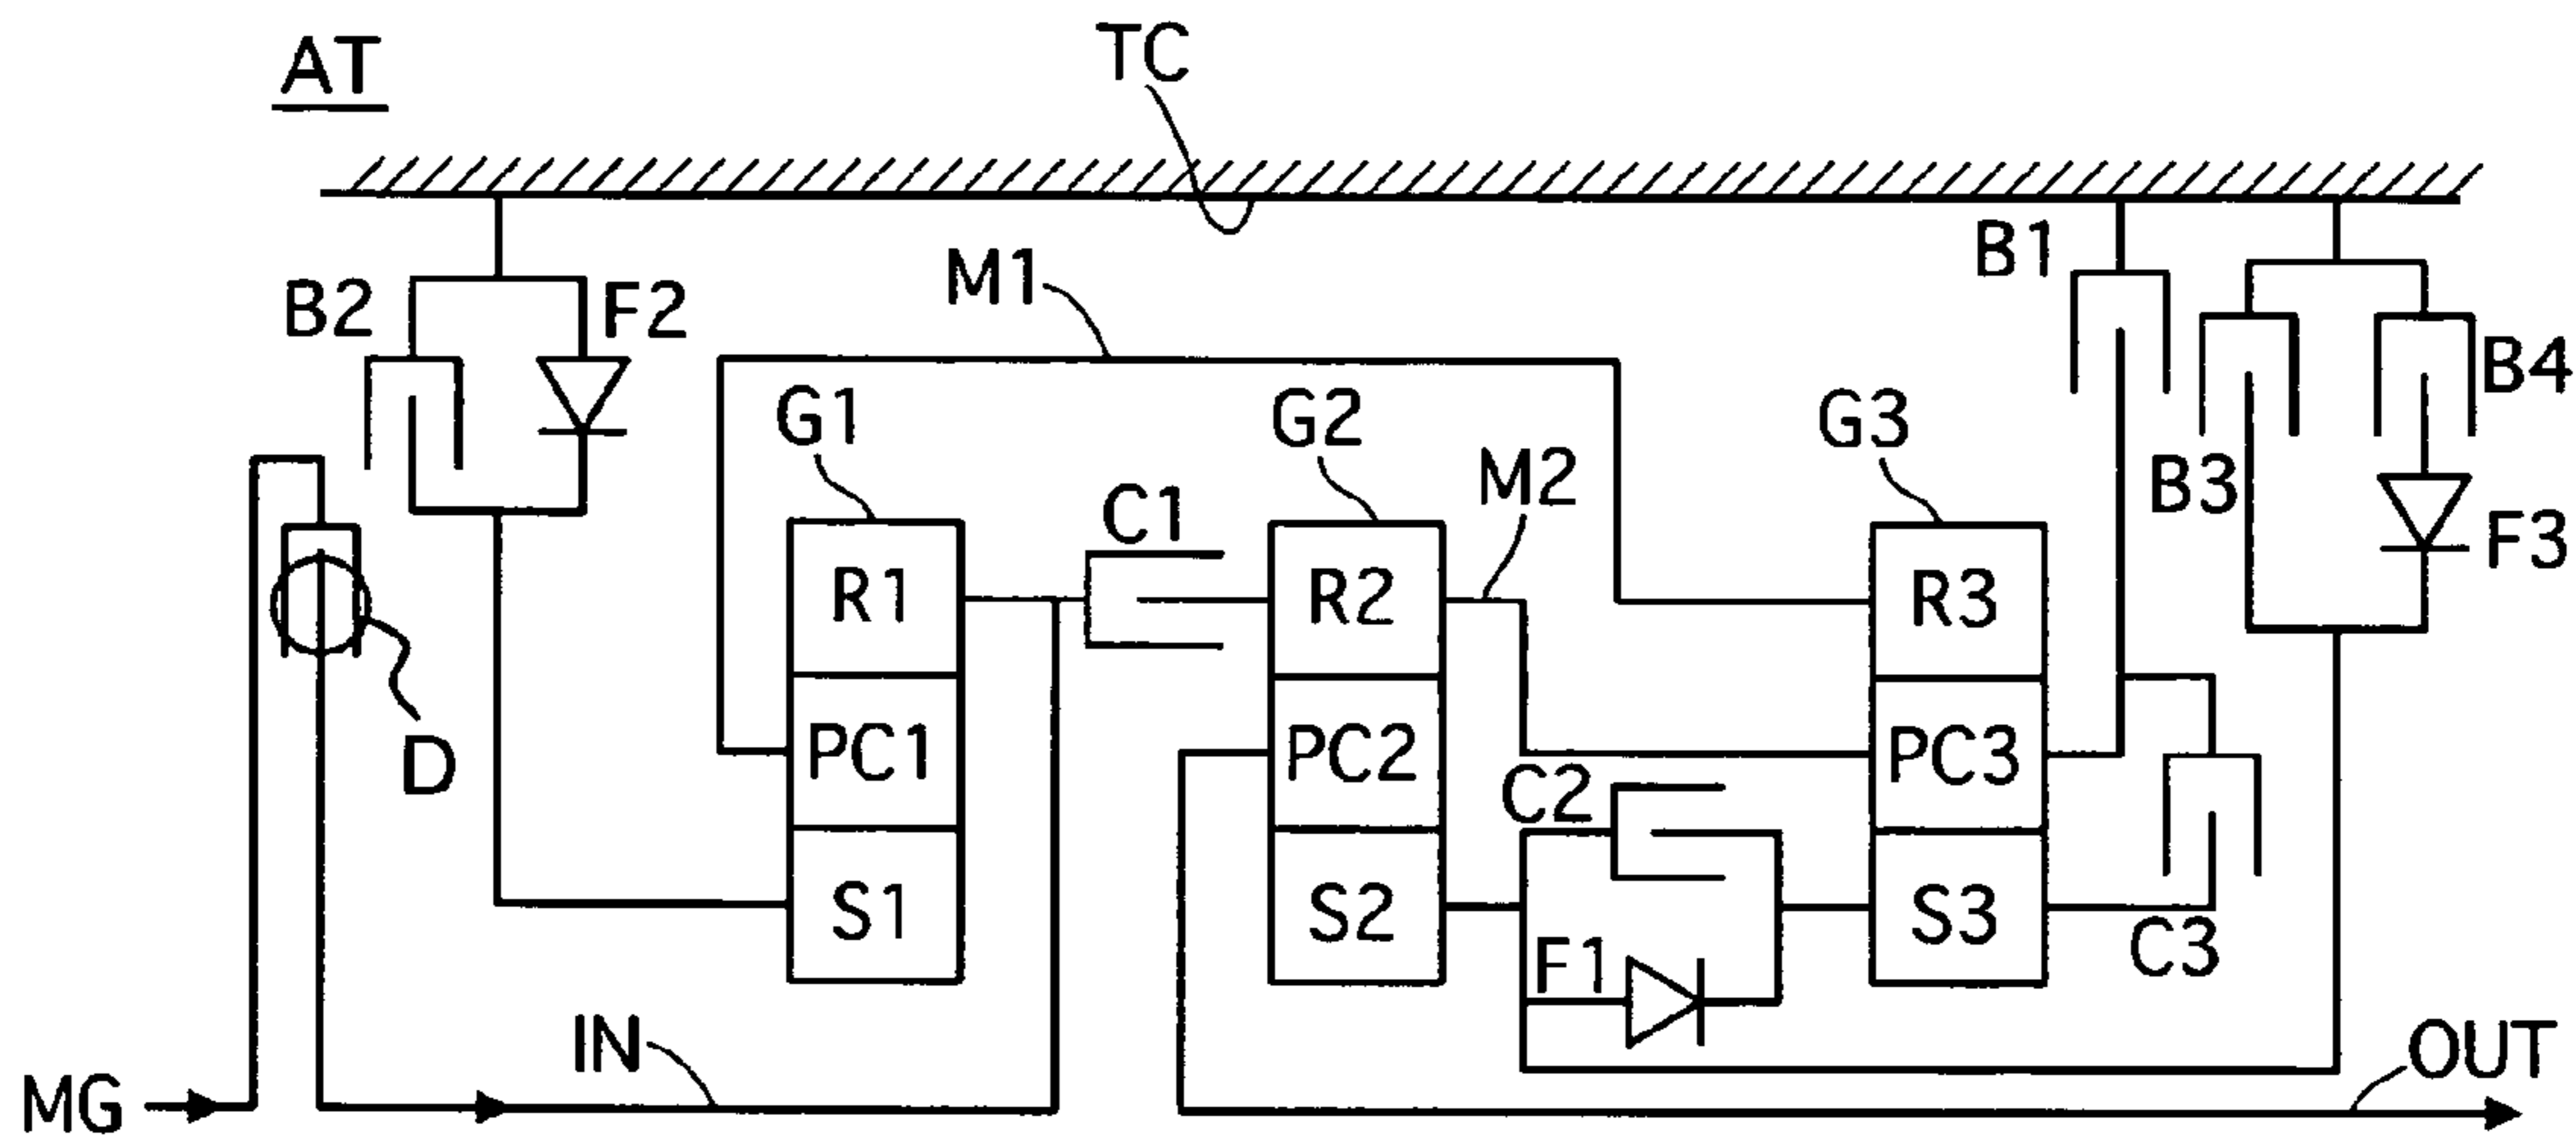 AT
TC
B1
M1
B2
F2
B4
G1
G2
G3
M2
C1
B3
F3
R1
R2
R3
D
PC1
PC2
PC3
C2
S1
S2
S3
F1
C3
IN
OUT
MG